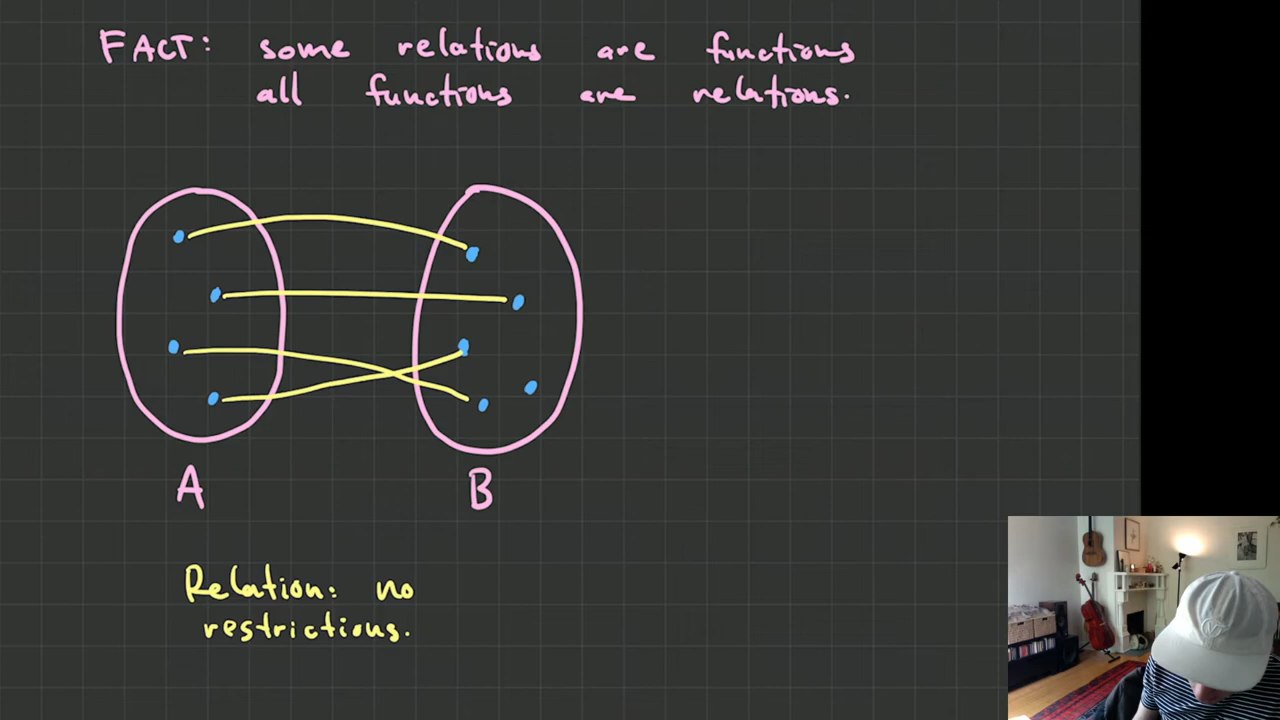 FACT: some relations are functions
all functions are relations.
A
B
Relation: no
restrictions.